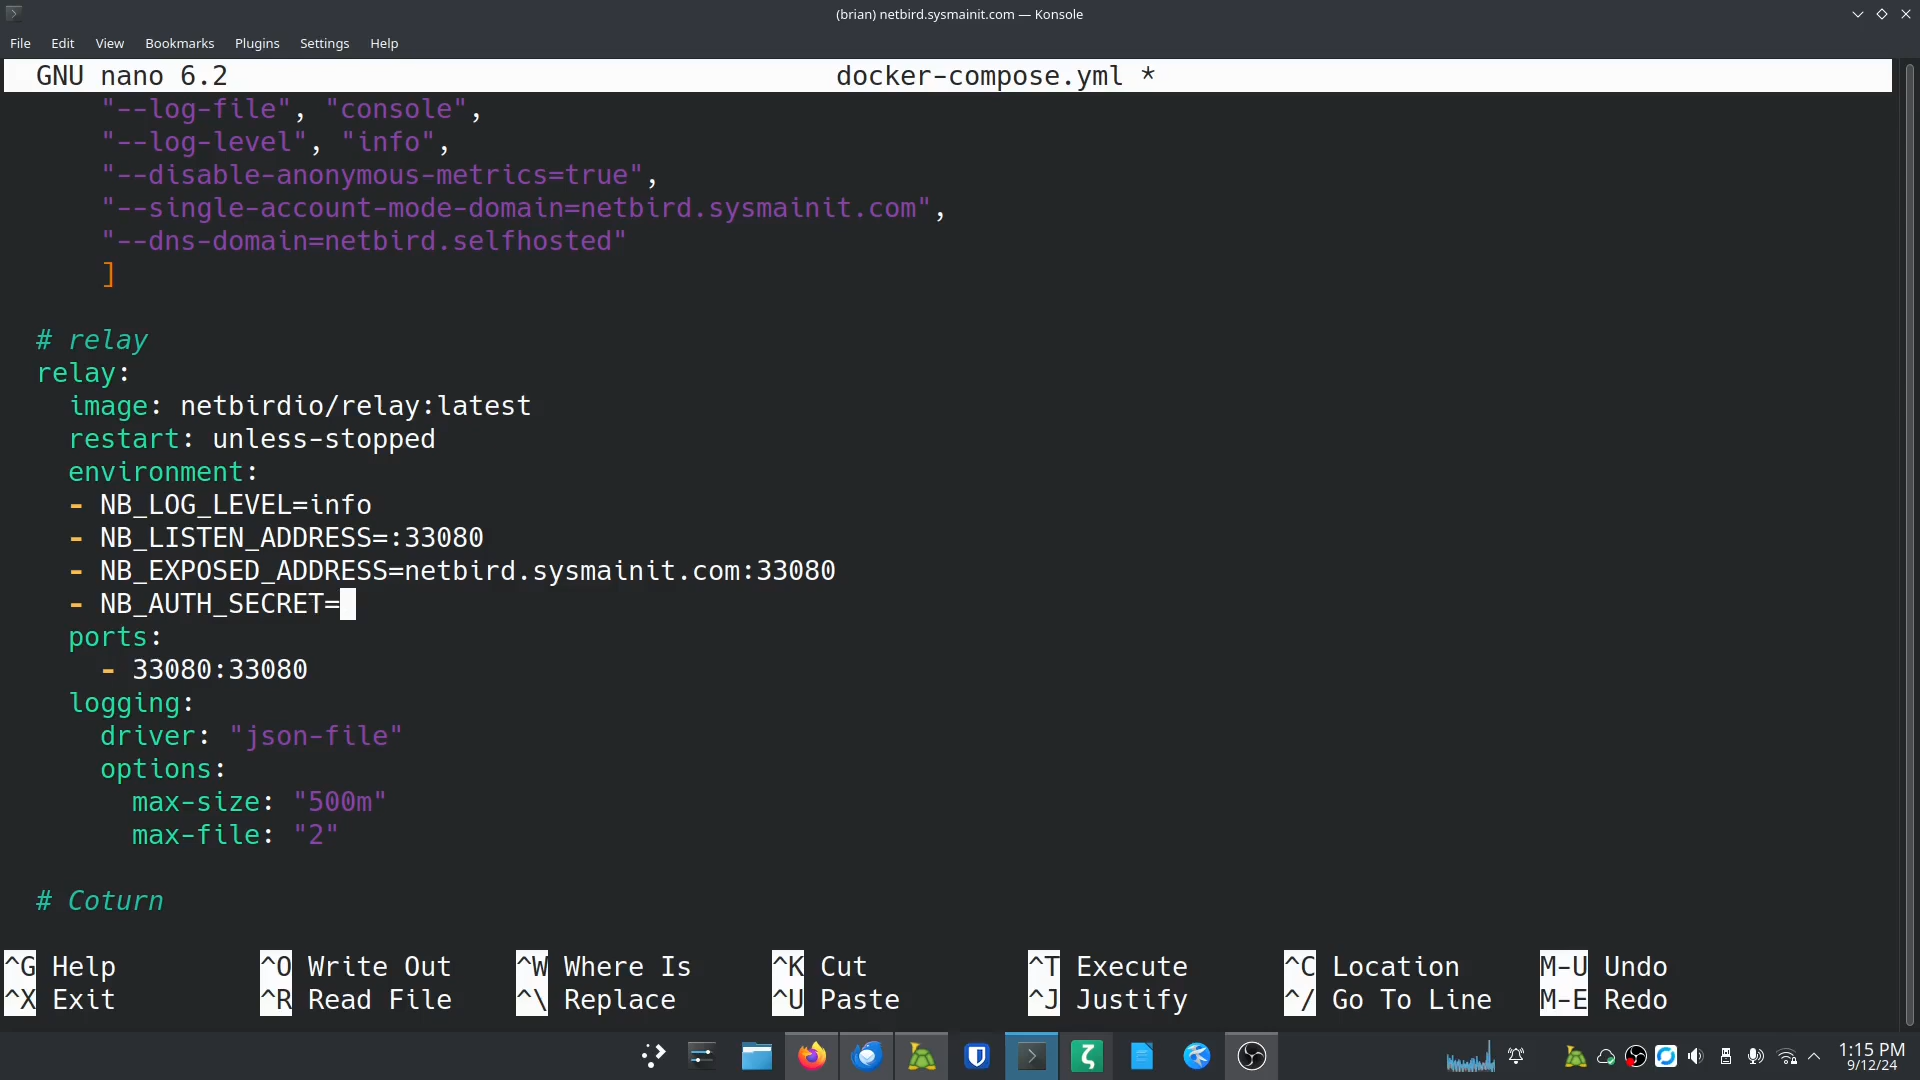 (brian) netbird.sysmainit.com — Konsole
File Edit View Bookmarks Plugins Settings Help
GNU nano 6.2 docker-compose.yml *
"--log-file", "console",
"--log-level", "info",
"--disable-anonymous-metrics=true",
"--single-account-mode-domain=netbird.sysmainit.com",
"--dns-domain=netbird.selfhosted"
]
# relay
relay:
image: netbirdio/relay:latest
restart: unless-stopped
environment:
- NB_LOG_LEVEL=info
- NB_LISTEN_ADDRESS=:33080
- NB_EXPOSED_ADDRESS=netbird.sysmainit.com:33080
- NB_AUTH_SECRET=
ports:
- 33080:33080
logging:
driver: "json-file"
options:
max-size: "500m"
max-file: "2"
# Coturn
^G Help ^O Write Out ^W Where Is ^K Cut ^T Execute ^C Location M-U Undo
^X Exit ^R Read File ^\ Replace ^U Paste ^J Justify ^/ Go To Line M-E Redo
1:15 PM
9/12/24